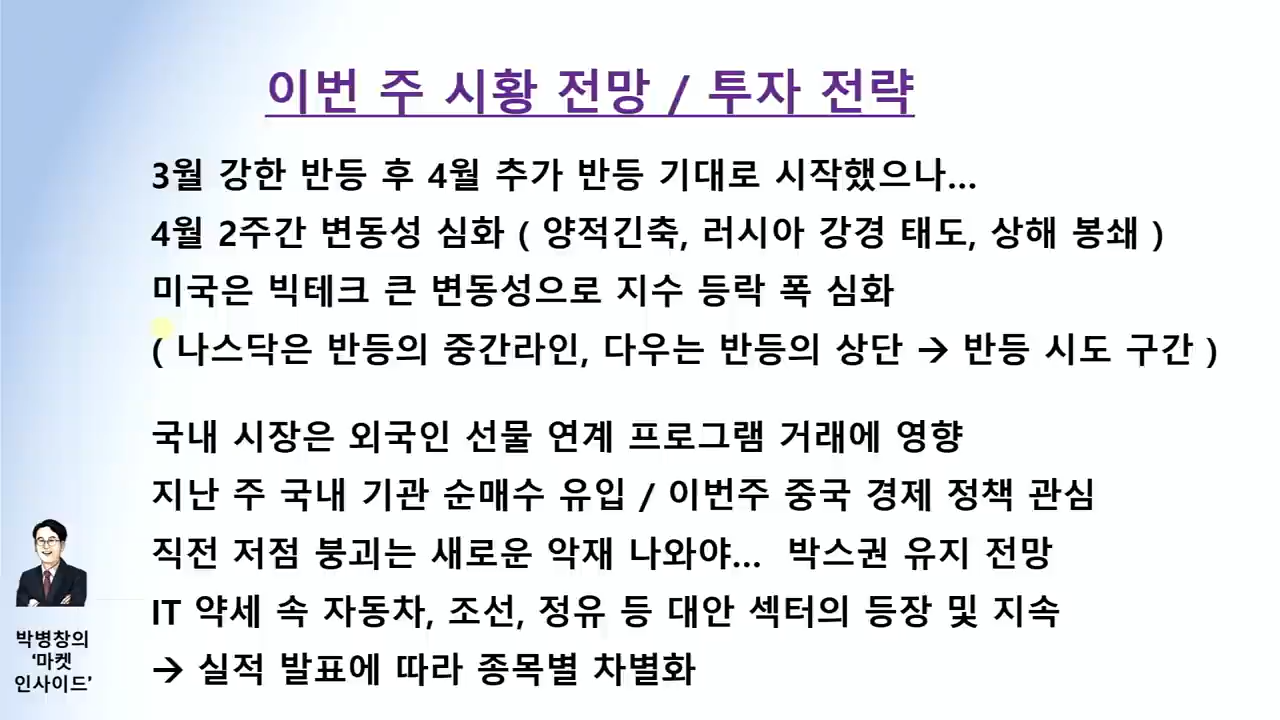 이번 주 시황 전망 / 투자 전략
3월 강한 반등 후 4월 추가 반등 기대로 시작했으나...
4월 2주간 변동성 심화 ( 양적긴축, 러시아 강경 태도, 상해 봉쇄 )
미국은 빅테크 큰 변동성으로 지수 등락 폭 심화
( 나스닥은 반등의 중간라인, 다우는 반등의 상단 → 반등 시도 구간 )
국내 시장은 외국인 선물 연계 프로그램 거래에 영향
지난 주 국내 기관 순매수 유입 / 이번주 중국 경제 정책 관심
직전 저점 붕괴는 새로운 악재 나와야... 박스권 유지 전망
IT 약세 속 자동차, 조선, 정유 등 대안 섹터의 등장 및 지속
→ 실적 발표에 따라 종목별 차별화
박병창의
‘마켓
인사이드’